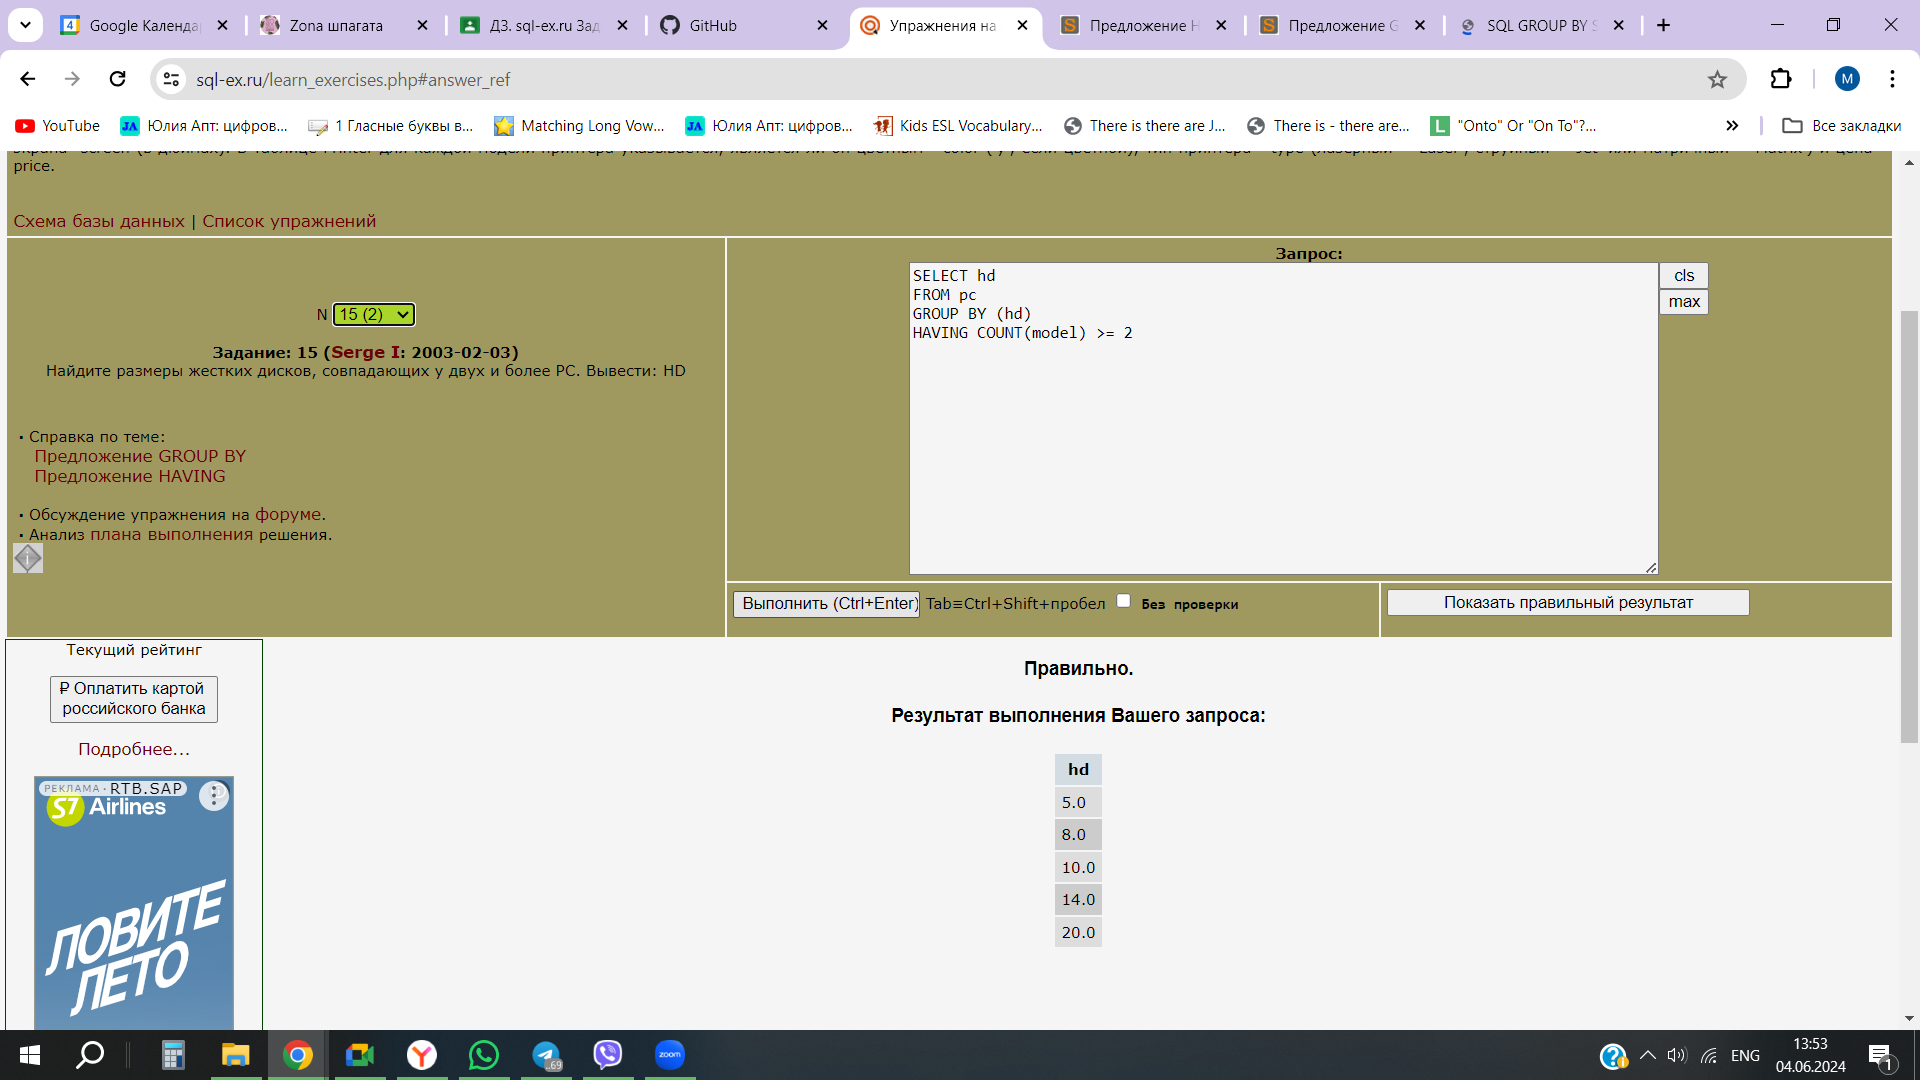 Google Календа
Zona шпагата
ДЗ. sql-ex.ru Зад
GitHub
Упражнения на
Предложение H
Предложение G
SQL GROUP BY S
sql-ex.ru/learn_exercises.php#answer_ref
M
YouTube
Юлия Апт: цифров...
1 Гласные буквы в...
Matching Long Vow...
Юлия Апт: цифров...
Kids ESL Vocabulary...
There is there are J...
There is - there are...
"Onto" Or "On To"?...
Все закладки
price.
Схема базы данных | Список упражнений
N 15 (2)
Задание: 15 (Serge I: 2003-02-03)
Найдите размеры жестких дисков, совпадающих у двух и более PC. Вывести: HD
• Справка по теме:
Предложение GROUP BY
Предложение HAVING
• Обсуждение упражнения на форуме.
• Анализ плана выполнения решения.
Запрос:
SELECT hd
FROM pc
GROUP BY (hd)
HAVING COUNT(model) >= 2
cls
max
Выполнить (Ctrl+Enter) Tab≡Ctrl+Shift+пробел Без проверки
Показать правильный результат
Текущий рейтинг
₽ Оплатить картой
российского банка
Подробнее...
РЕКЛАМА • RTB.SAP
S7 Airlines
ЛОВИТЕ
ЛЕТО
Правильно.
Результат выполнения Вашего запроса:
hd
5.0
8.0
10.0
14.0
20.0
..69
zoom
ENG
13:53
04.06.2024
1